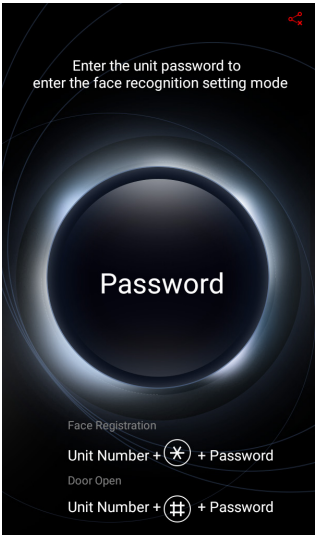 Enter the unit password to
enter the face recognition setting mode
Password
Face Registration
Unit Number + * + Password
Door Open
Unit Number + # + Password